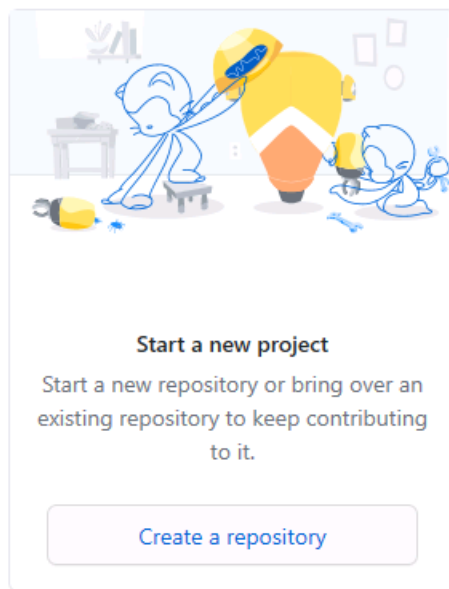 Start a new project
Start a new repository or bring over an
existing repository to keep contributing
to it.
Create a repository